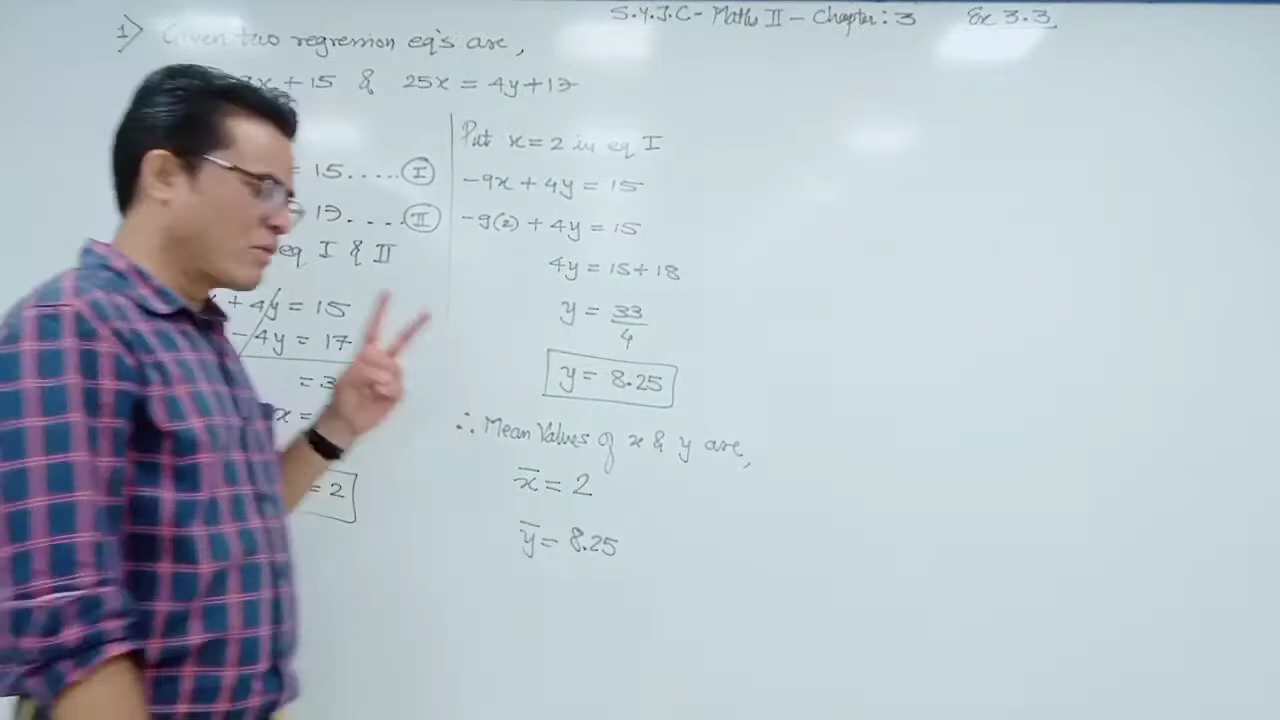 S.Y.J.C - Maths II - Chapter : 3 Ex 3.3
1) Given two regression eq's are,
9x + 15 & 25x = 4y + 17
= 15 ..... I
17 .... II
eq I & II
+ 4y = 15
- 4y = 17
= 3
x =
= 2
Put x = 2 in eq I
-9x + 4y = 15
-9(2) + 4y = 15
4y = 15 + 18
y = 33/4
y = 8.25
∴ Mean Values of x & y are,
x̄ = 2
ȳ = 8.25